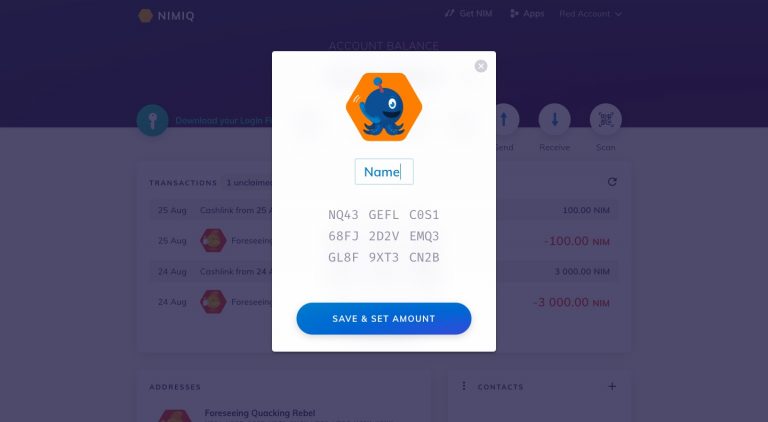 NIMIQ
Get NIM
Apps
Red Account
ACCOUNT BALANCE
Download your Login
Send
Receive
Scan
Name
NQ43 GEFL C0S1
68FJ 2D2V EMQ3
GL8F 9XT3 CN2B
SAVE & SET AMOUNT
TRANSACTIONS 1 unclaimed
25 Aug Cashlink from 25 100.00 NIM
25 Aug Foreseeing -100.00 NIM
24 Aug Cashlink from 24 3 000.00 NIM
24 Aug Foreseeing -3 000.00 NIM
ADDRESSES
Foreseeing Quacking Rebel
CONTACTS